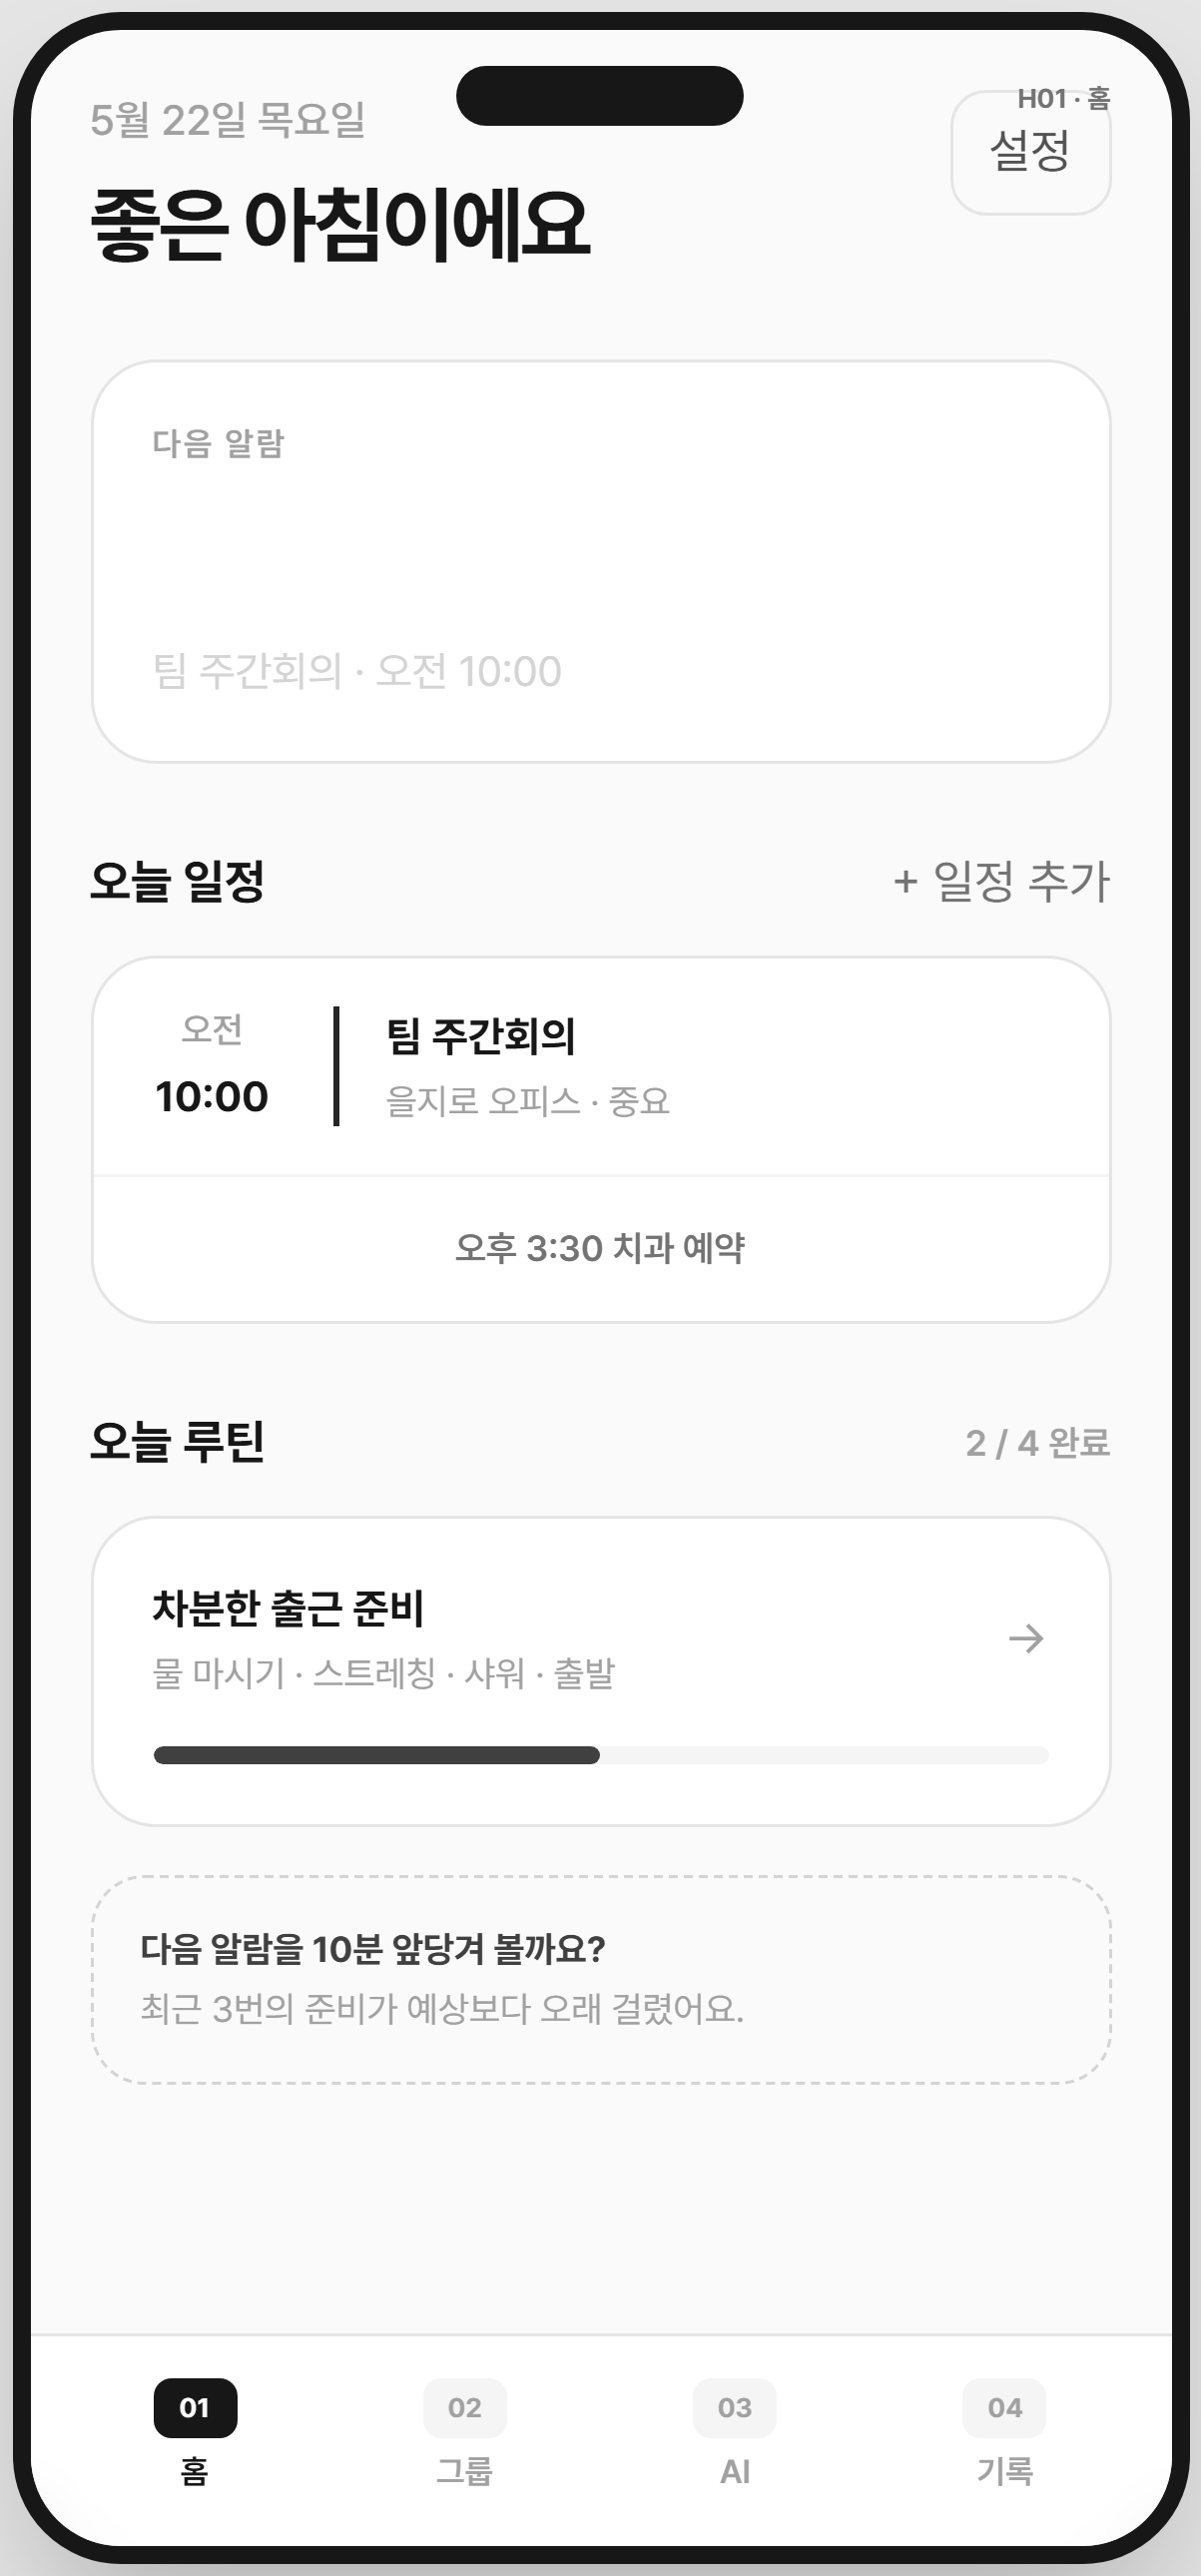 5월 22일 목요일
H01 · 홈
설정
좋은 아침이에요
다음 알람
팀 주간회의 · 오전 10:00
오늘 일정
+ 일정 추가
오전
10:00
팀 주간회의
을지로 오피스 · 중요
오후 3:30 치과 예약
오늘 루틴
2 / 4 완료
차분한 출근 준비
물 마시기 · 스트레칭 · 샤워 · 출발
→
다음 알람을 10분 앞당겨 볼까요?
최근 3번의 준비가 예상보다 오래 걸렸어요.
01
홈
02
그룹
03
AI
04
기록